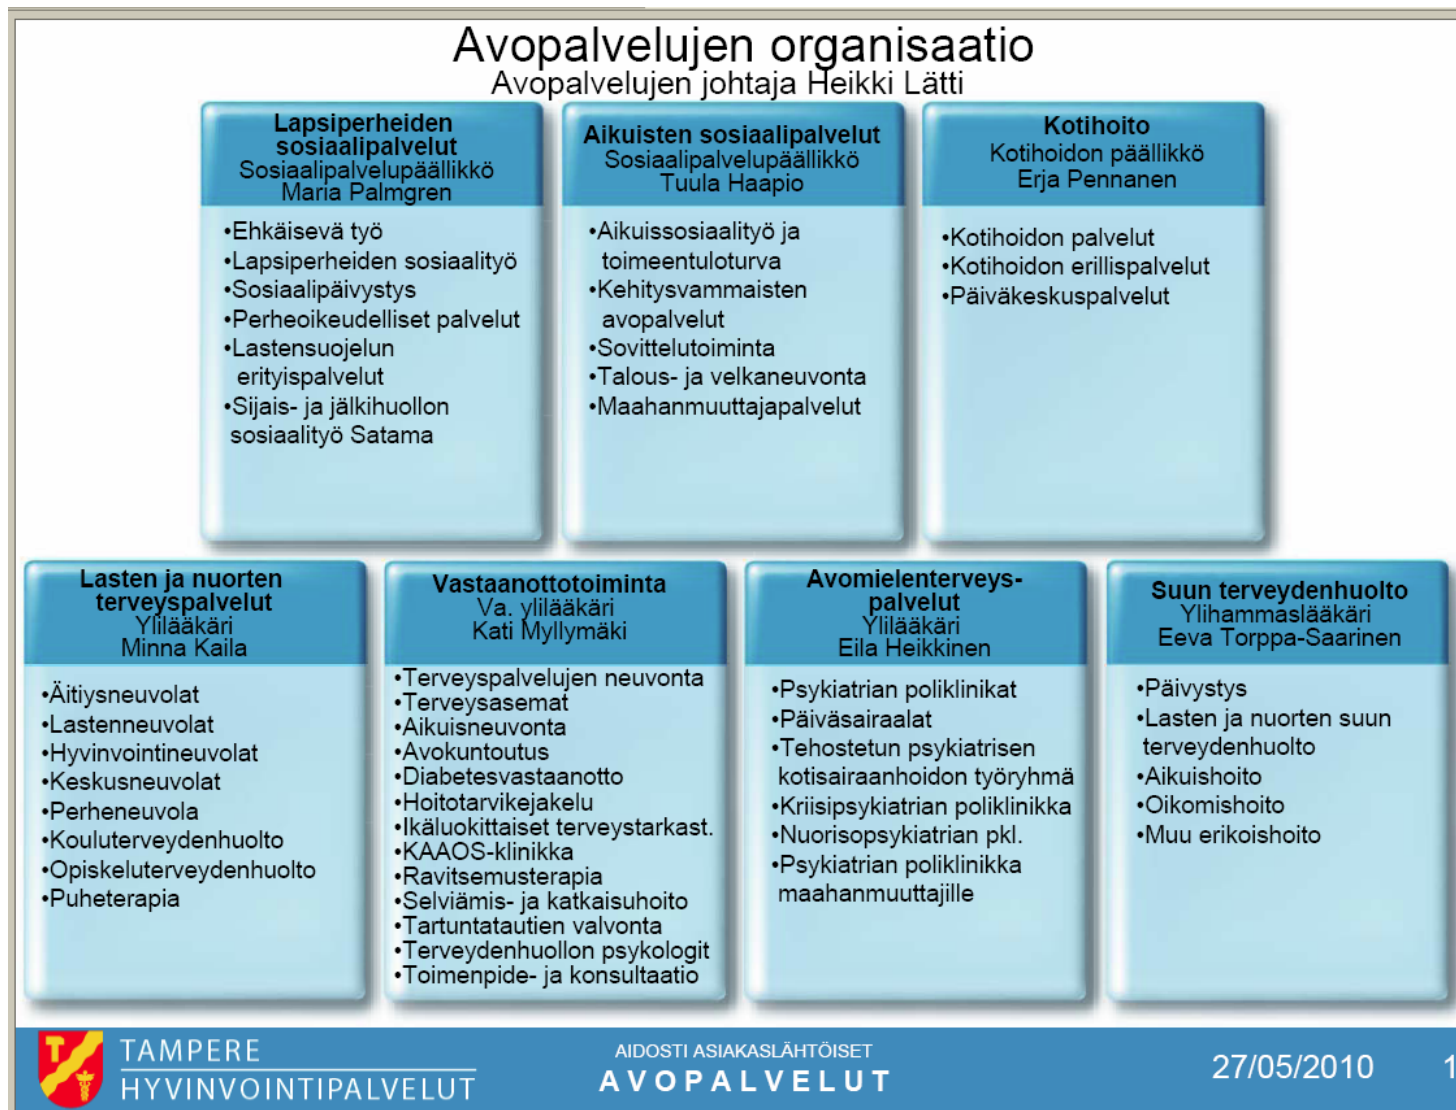 Avopalvelujen organisaatio
Avopalvelujen johtaja Heikki Lätti
Lapsiperheiden
sosiaalipalvelut
Sosiaalipalvelupäällikkö
Maria Palmgren
•Ehkäisevä työ
•Lapsiperheiden sosiaalityö
•Sosiaalipäivystys
•Perheoikeudelliset palvelut
•Lastensuojelun
erityispalvelut
•Sijais- ja jälkihuollon
sosiaalityö Satama
Aikuisten sosiaalipalvelut
Sosiaalipalvelupäällikkö
Tuula Haapio
•Aikuissosiaalityö ja
toimeentuloturva
•Kehitysvammaisten
avopalvelut
•Sovittelutoiminta
•Talous- ja velkaneuvonta
•Maahanmuuttajapalvelut
Kotihoito
Kotihoidon päällikkö
Erja Pennanen
•Kotihoidon palvelut
•Kotihoidon erillispalvelut
•Päiväkeskuspalvelut
Lasten ja nuorten
terveyspalvelut
Ylilääkäri
Minna Kaila
•Äitiysneuvolat
•Lastenneuvolat
•Hyvinvointineuvolat
•Keskusneuvolat
•Perheneuvola
•Kouluterveydenhuolto
•Opiskeluterveydenhuolto
•Puheterapia
Vastaanottotoiminta
Va. ylilääkäri
Kati Myllymäki
•Terveyspalvelujen neuvonta
•Terveysasemat
•Aikuisneuvonta
•Avokuntoutus
•Diabetesvastaanotto
•Hoitotarvikejakelu
•Ikäluokittaiset terveystarkast.
•KAAOS-klinikka
•Ravitsemusterapia
•Selviämis- ja katkaisuhoito
•Tartuntatautien valvonta
•Terveydenhuollon psykologit
•Toimenpide- ja konsultaatio
Avomielenterveys-
palvelut
Ylilääkäri
Eila Heikkinen
•Psykiatrian poliklinikat
•Päiväsairaalat
•Tehostetun psykiatrisen
kotisairaanhoidon työryhmä
•Kriisipsykiatrian poliklinikka
•Nuorisopsykiatrian pkl.
•Psykiatrian poliklinikka
maahanmuuttajille
Suun terveydenhuolto
Ylihammaslääkäri
Eeva Torppa-Saarinen
•Päivystys
•Lasten ja nuorten suun
terveydenhuolto
•Aikuishoito
•Oikomishoito
•Muu erikoishoito
TAMPERE
HYVINVOINTIPALVELUT
AIDOSTI ASIAKASLÄHTÖISET
AVOPALVELUT
27/05/2010 1